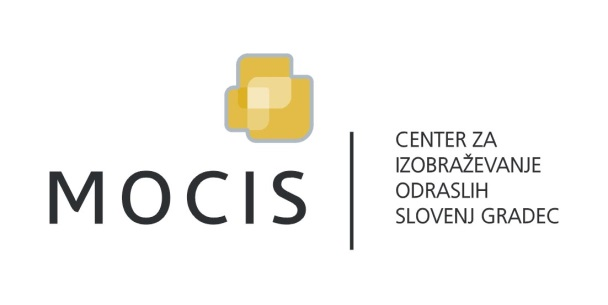 MOCIS
CENTER ZA
IZOBRAŽEVANJE
ODRASLIH
SLOVENJ GRADEC